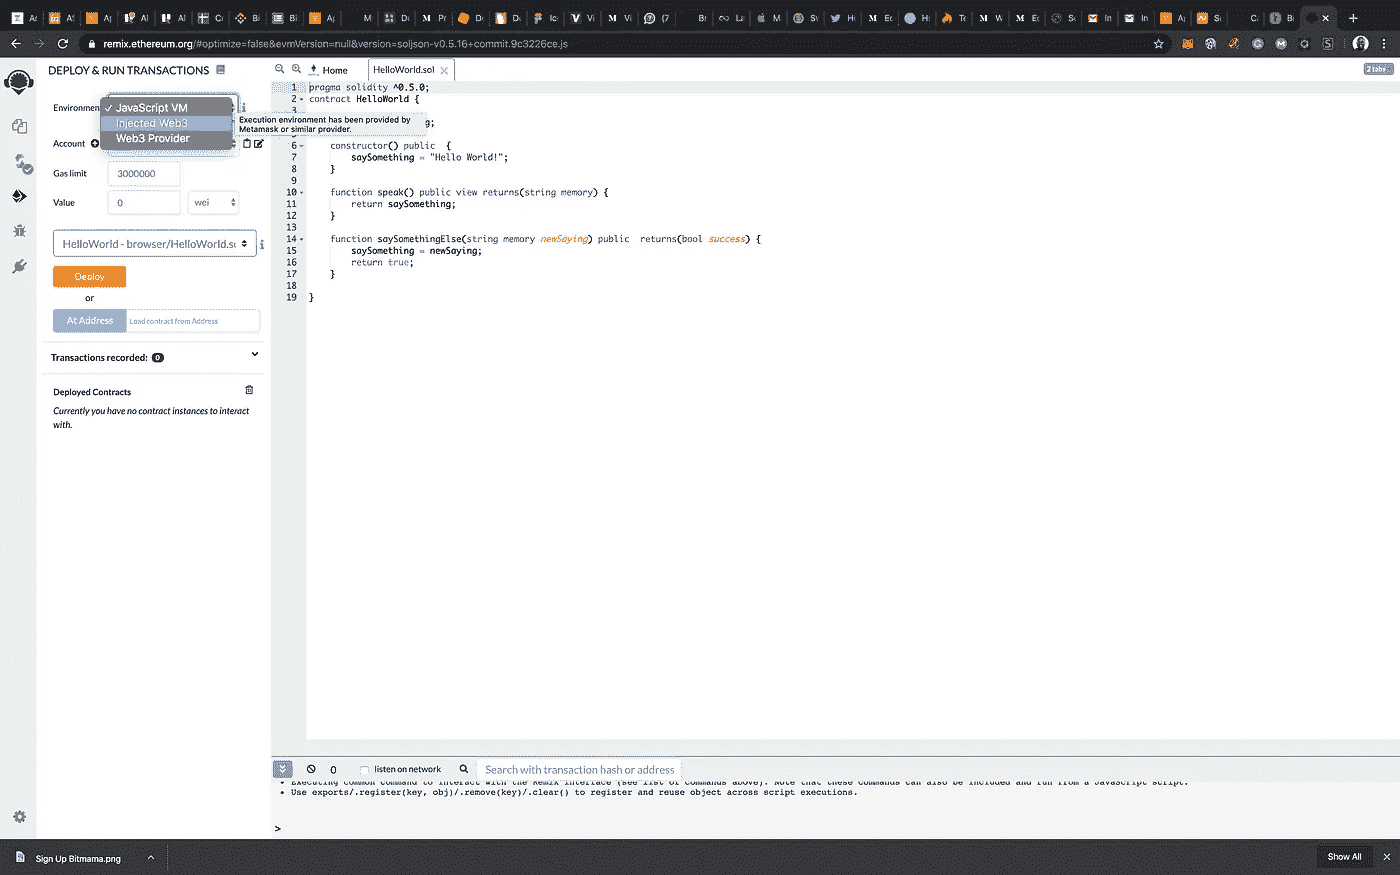 remix.ethereum.org/#optimize=false&evmVersion=null&version=soljson-v0.5.16+commit.9c3226ce.js
DEPLOY & RUN TRANSACTIONS
Environment
✓ JavaScript VM
Injected Web3
Web3 Provider
Execution environment has been provided by
Metamask or similar provider.
Account
Gas limit
3000000
Value
0
wei
HelloWorld - browser/HelloWorld.so
Deploy
or
At Address
Load contract from Address
Transactions recorded: 0
Deployed Contracts
Currently you have no contract instances to interact
with.
Home
HelloWorld.sol
2 tabs
1 pragma solidity ^0.5.0;
2 contract HelloWorld {
3
g;
6 constructor() public {
7 saySomething = "Hello World!";
8 }
9
10 function speak() public view returns(string memory) {
11 return saySomething;
12 }
13
14 function saySomethingElse(string memory newSaying) public returns(bool success) {
15 saySomething = newSaying;
16 return true;
17 }
18
19 }
0
listen on network
Search with transaction hash or address
• Executing common command to interact with the Remix interface (see list of commands above). Note that these commands can also be included and run from a JavaScript script.
• Use exports/.register(key, obj)/.remove(key)/.clear() to register and reuse object across script executions.
>
Sign Up Bitmama.png
Show All